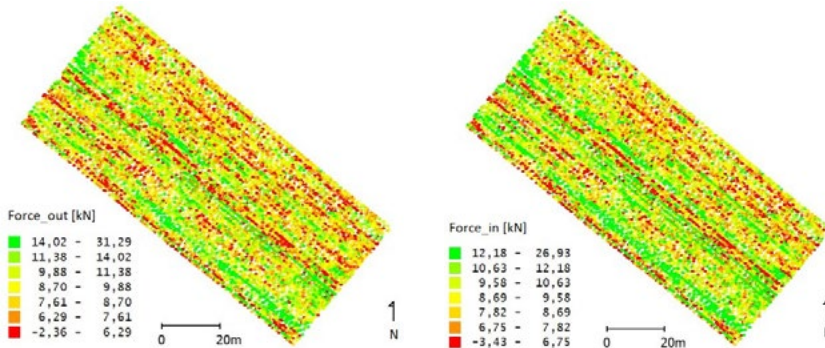 Force_out [kN]
14,02 - 31,29
11,38 - 14,02
9,88 - 11,38
8,70 - 9,88
7,61 - 8,70
6,29 - 7,61
-2,36 - 6,29
0 20m
N
Force_in [kN]
12,18 - 26,93
10,63 - 12,18
9,58 - 10,63
8,69 - 9,58
7,82 - 8,69
6,75 - 7,82
-3,43 - 6,75
0 20m